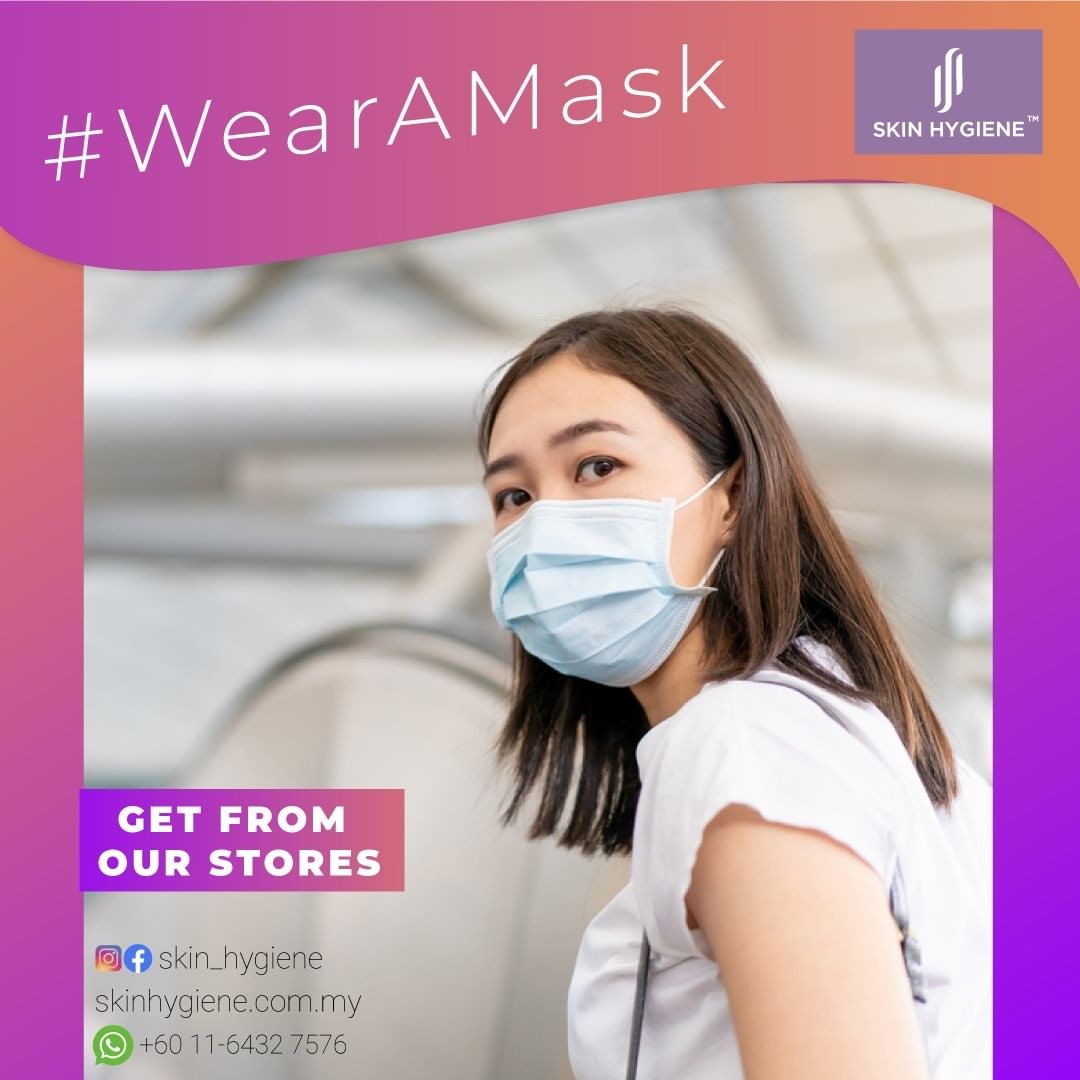 #WearAMask
SKIN HYGIENE™
GET FROM
OUR STORES
skin_hygiene
skinhygiene.com.my
+60 11-6432 7576